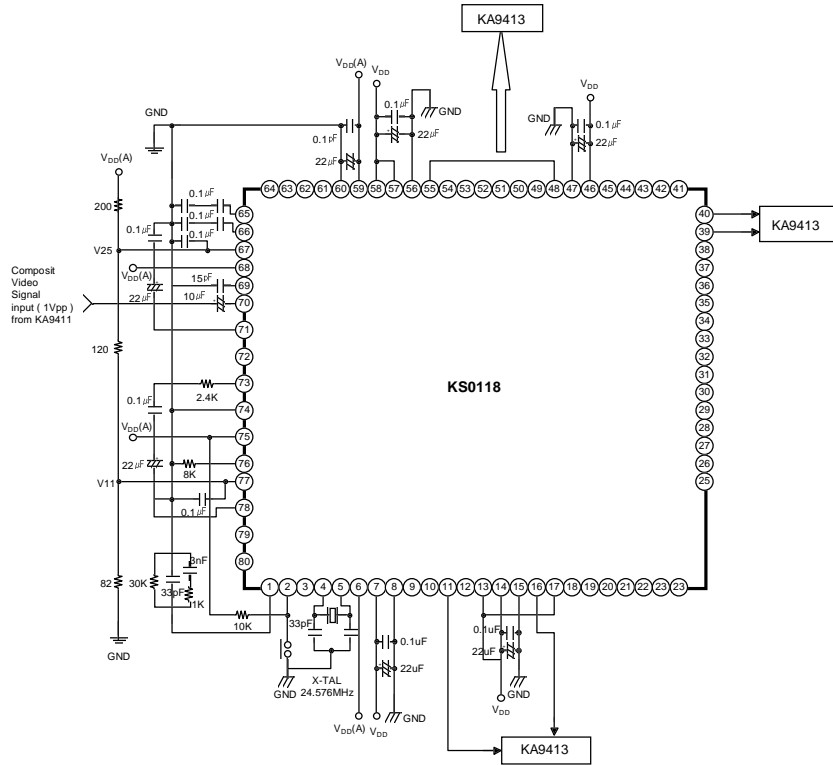 KA9413
VDD(A)
VDD
VDD
GND
0.1µF
GND
GND
0.1µF
0.1pF
22µF
22µF
22µF
VDD(A)
64 63 62 61 60 59 58 57 56 55 54 53 52 51 50 49 48 47 46 45 44 43 42 41
200
0.1µF
0.1µF
0.1µF
0.1µF
65
66
67
68
69
70
71
72
73
74
75
76
77
78
79
80
V25
VDD(A)
15pF
10µF
22µF
Composit
Video
Signal
input ( 1Vpp )
from KA9411
120
2.4K
0.1µF
VDD(A)
22µF
8K
V11
0.1µF
KS0118
40
39
38
37
36
35
34
33
32
31
30
29
28
27
26
25
KA9413
1 2 3 4 5 6 7 8 9 10 11 12 13 14 15 16 17 18 19 20 21 22 23 23
82
30K
33pF
3nF
1K
GND
10K
33pF
GND
X-TAL
24.576MHz
0.1uF
22uF
VDD(A)
VDD
GND
0.1uF
22uF
GND
VDD
KA9413